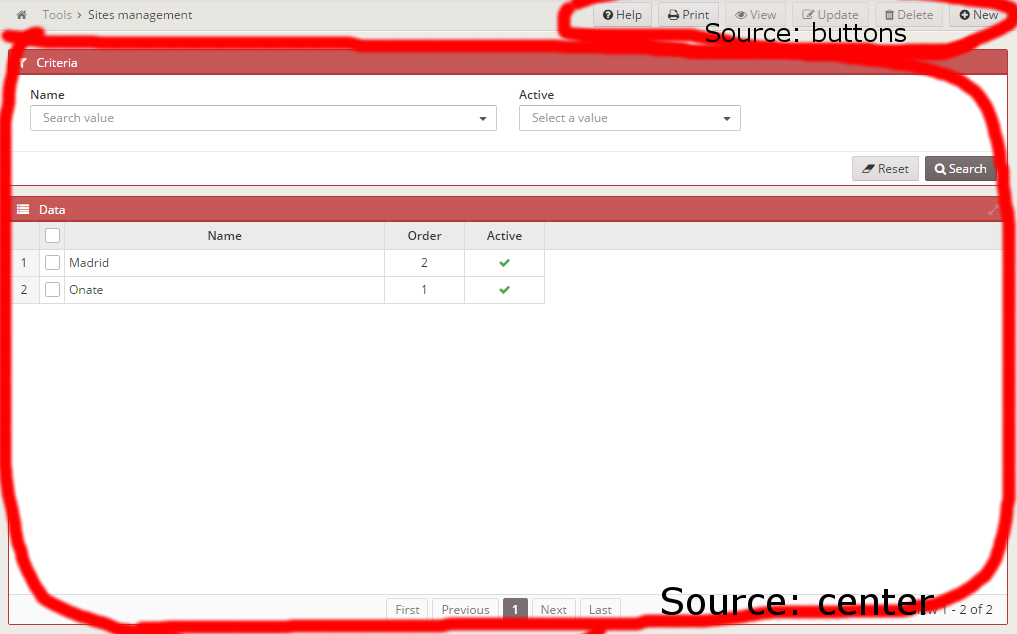 Tools > Sites management
Help Print View Update Delete New
Source: buttons
Criteria
Name Active
Search value Select a value
Reset Search
Data
Name Order Active
1 Madrid 2
2 Onate 1
First Previous 1 Next Last 1 - 2 of 2
Source: center